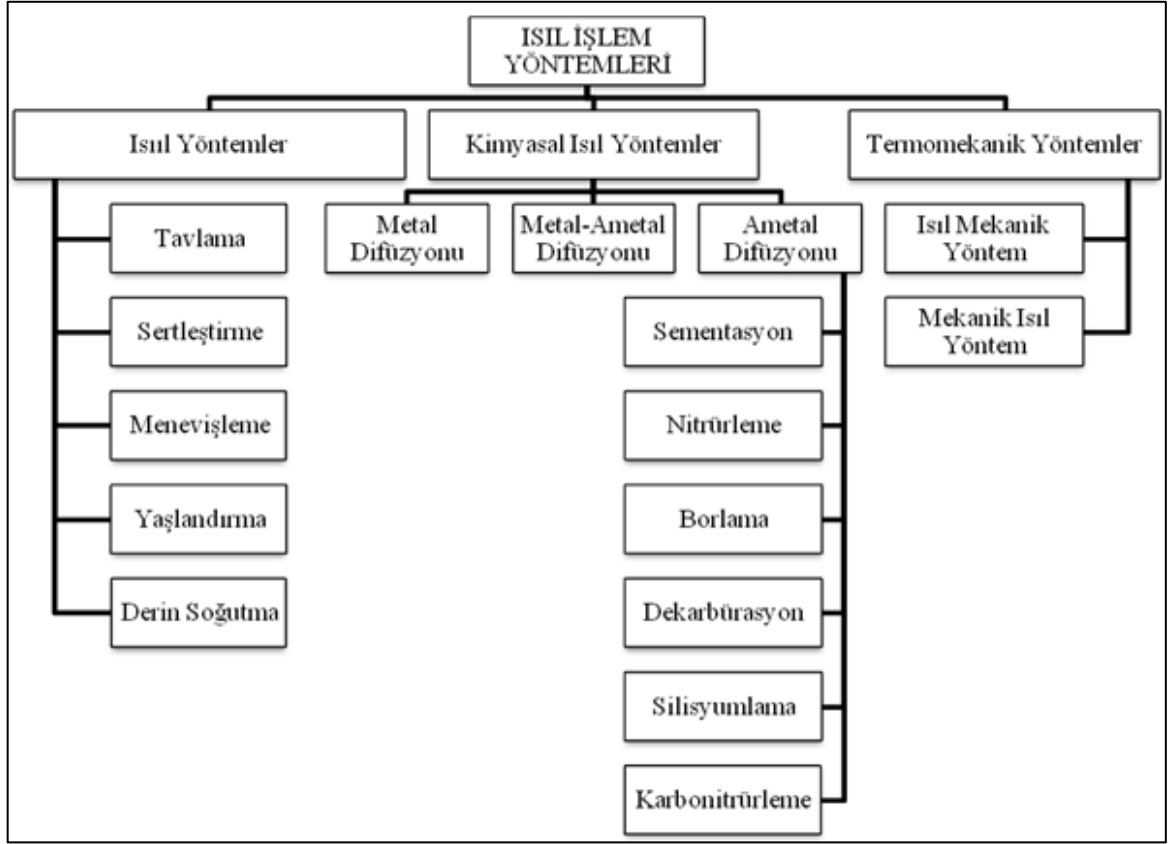 ISIL İŞLEM
YÖNTEMLERİ
Isıl Yöntemler
Kimyasal Isıl Yöntemler
Termomekanik Yöntemler
Tavlama
Sertleştirme
Menevişleme
Yaşlandırma
Derin Soğutma
Metal
Difüzyonu
Metal-Ametal
Difüzyonu
Ametal
Difüzyonu
Sementasyon
Nitrürleme
Borlama
Dekarbürasyon
Silisyumlama
Karbonitrürleme
Isıl Mekanik
Yöntem
Mekanik Isıl
Yöntem